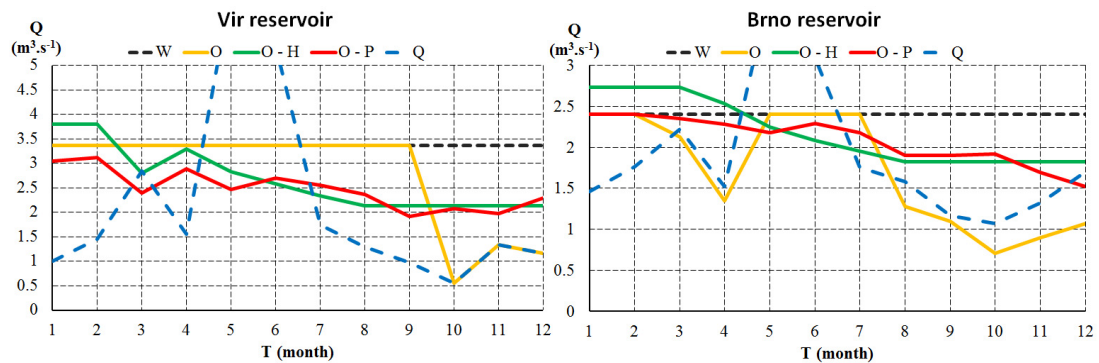 Vir reservoir
Q
(m³.s⁻¹)
W O O - H O - P Q
5
4.5
4
3.5
3
2.5
2
1.5
1
0.5
0
1 2 3 4 5 6 7 8 9 10 11 12
T (month)
Brno reservoir
Q
(m³.s⁻¹)
W O O - H O - P Q
3
2.5
2
1.5
1
0.5
0
1 2 3 4 5 6 7 8 9 10 11 12
T (month)